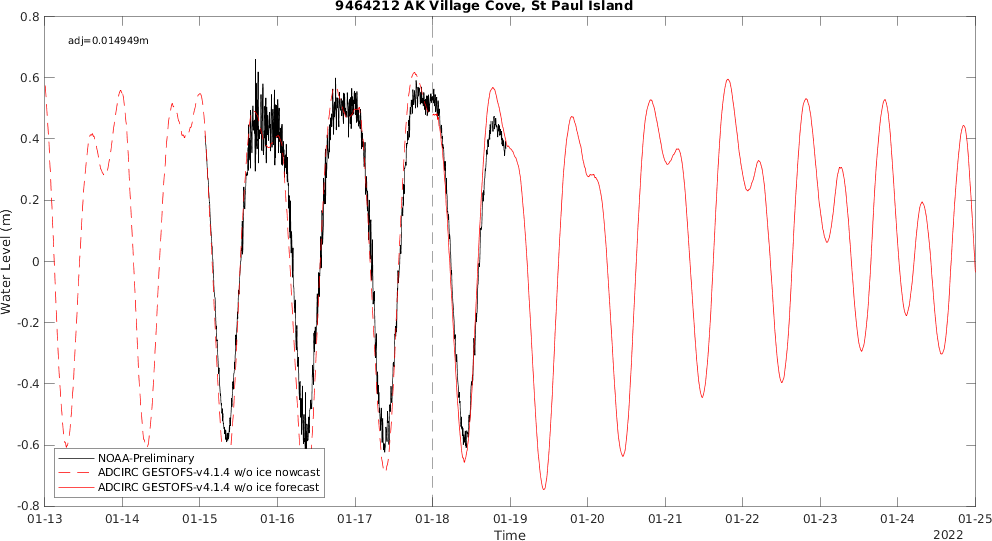 9464212 AK Village Cove, St Paul Island
adj=0.014949m
0.8
0.6
0.4
0.2
0
-0.2
-0.4
-0.6
-0.8
Water Level (m)
NOAA-Preliminary
ADCIRC GESTOFS-v4.1.4 w/o ice nowcast
ADCIRC GESTOFS-v4.1.4 w/o ice forecast
01-13 01-14 01-15 01-16 01-17 01-18 01-19 01-20 01-21 01-22 01-23 01-24 01-25
Time
2022